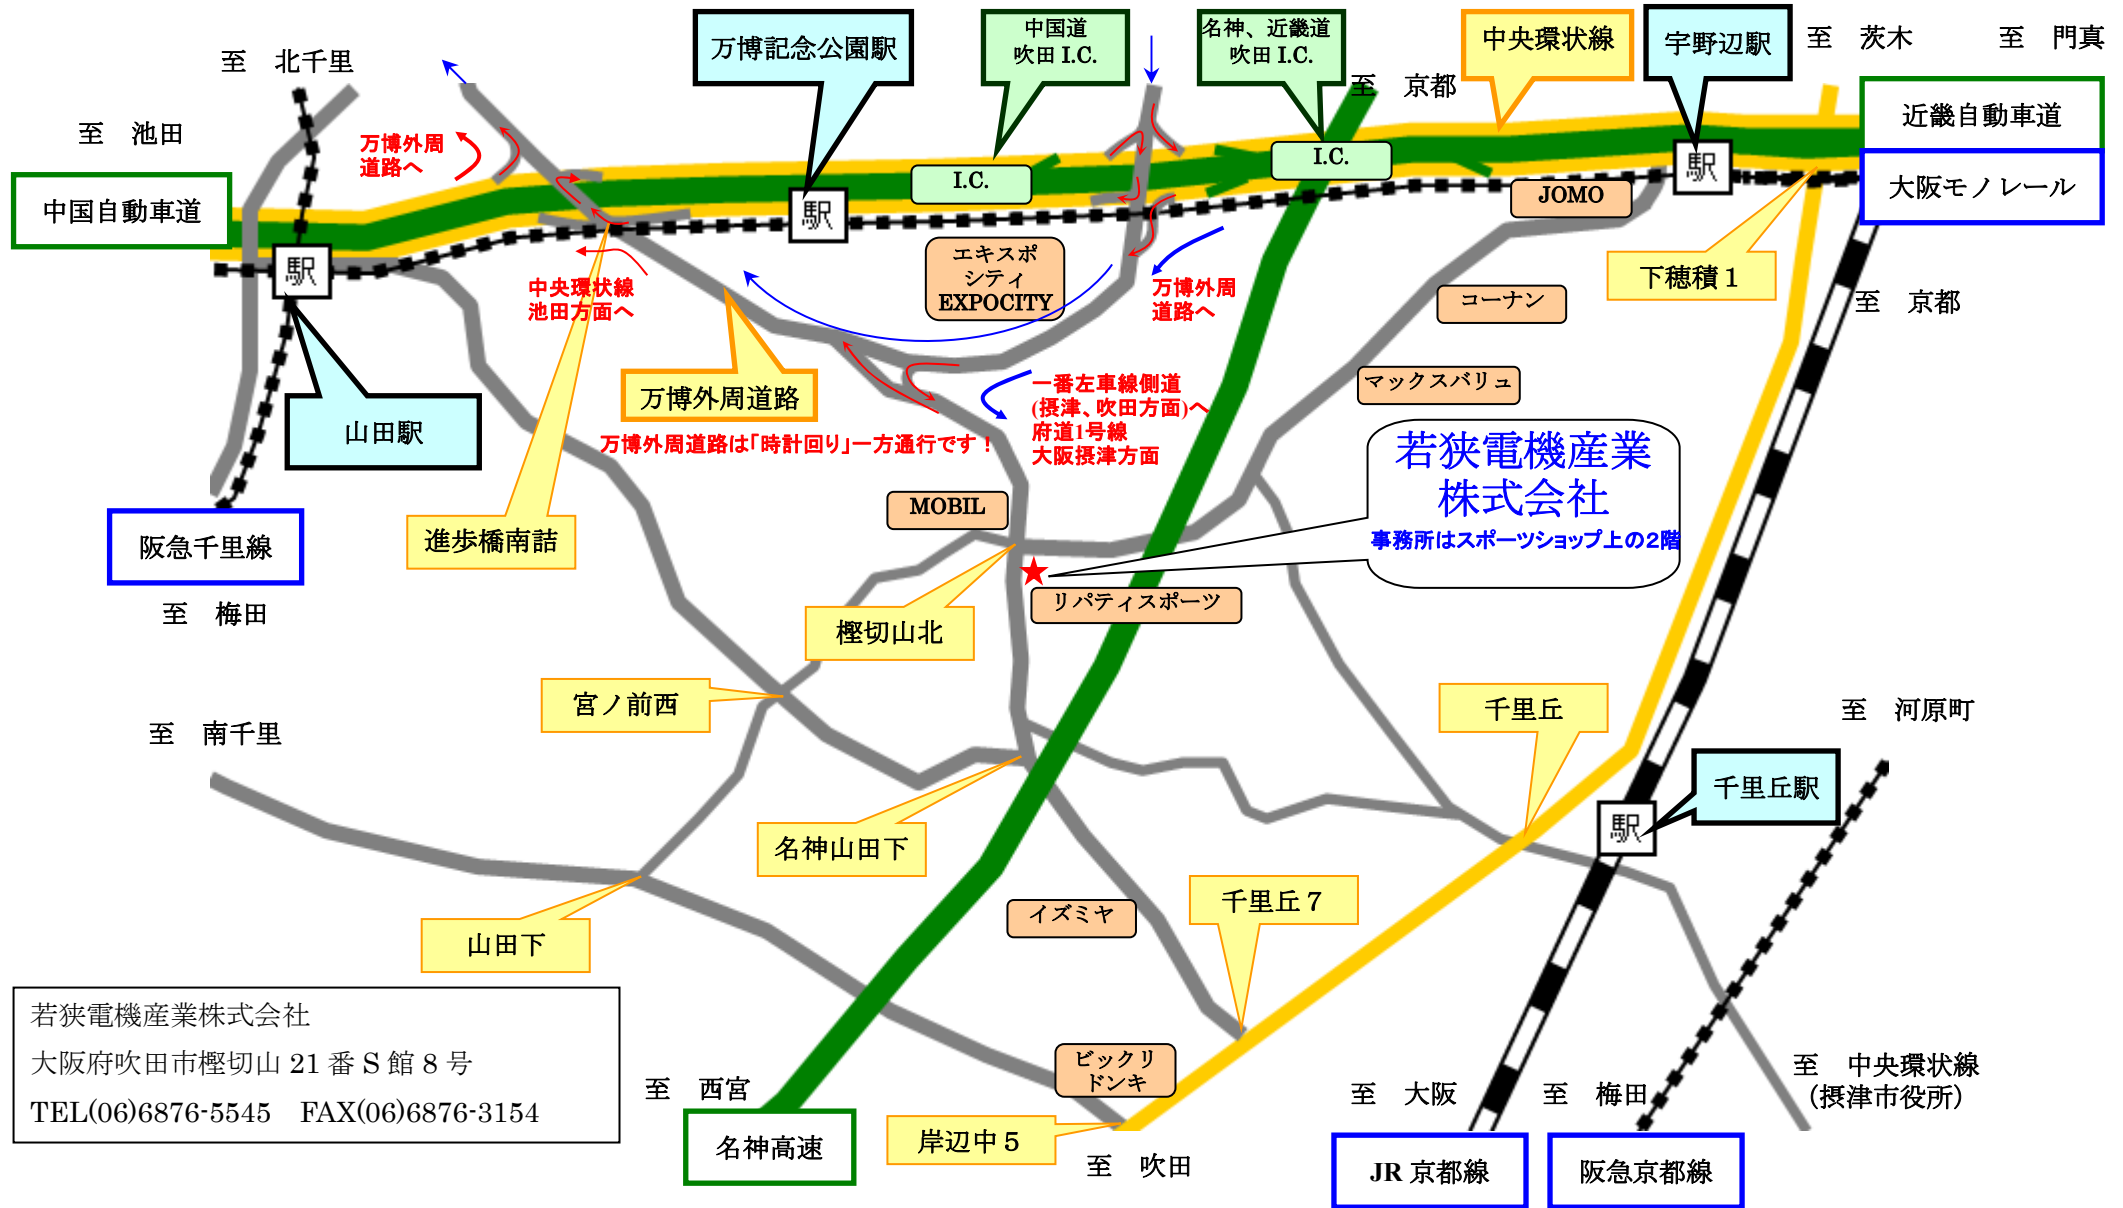 中国道
吹田 I.C.
名神、近畿道
吹田 I.C.
万博記念公園駅
中央環状線
宇野辺駅
至　茨木
至　門真
至　北千里
至　京都
近畿自動車道
至　池田
万博外周
道路へ
I.C.
I.C.
駅
JOMO
大阪モノレール
中国自動車道
駅
エキスポ
シティ
EXPOCITY
駅
下穂積１
中央環状線
池田方面へ
万博外周
道路へ
コーナン
至　京都
万博外周道路
一番左車線側道
(摂津、吹田方面)へ
府道1号線
大阪摂津方面
マックスバリュ
山田駅
万博外周道路は「時計回り」一方通行です！
若狭電機産業
株式会社
事務所はスポーツショップ上の2階
MOBIL
進歩橋南詰
阪急千里線
リパティスポーツ
至　梅田
樫切山北
宮ノ前西
千里丘
至　河原町
至　南千里
千里丘駅
駅
名神山田下
千里丘７
イズミヤ
山田下
若狭電機産業株式会社
大阪府吹田市樫切山 21 番 S 館 8 号
TEL(06)6876-5545　FAX(06)6876-3154
ビックリ
ドンキ
至　中央環状線
（摂津市役所）
至　西宮
至　大阪
至　梅田
名神高速
岸辺中５
至　吹田
JR 京都線
阪急京都線